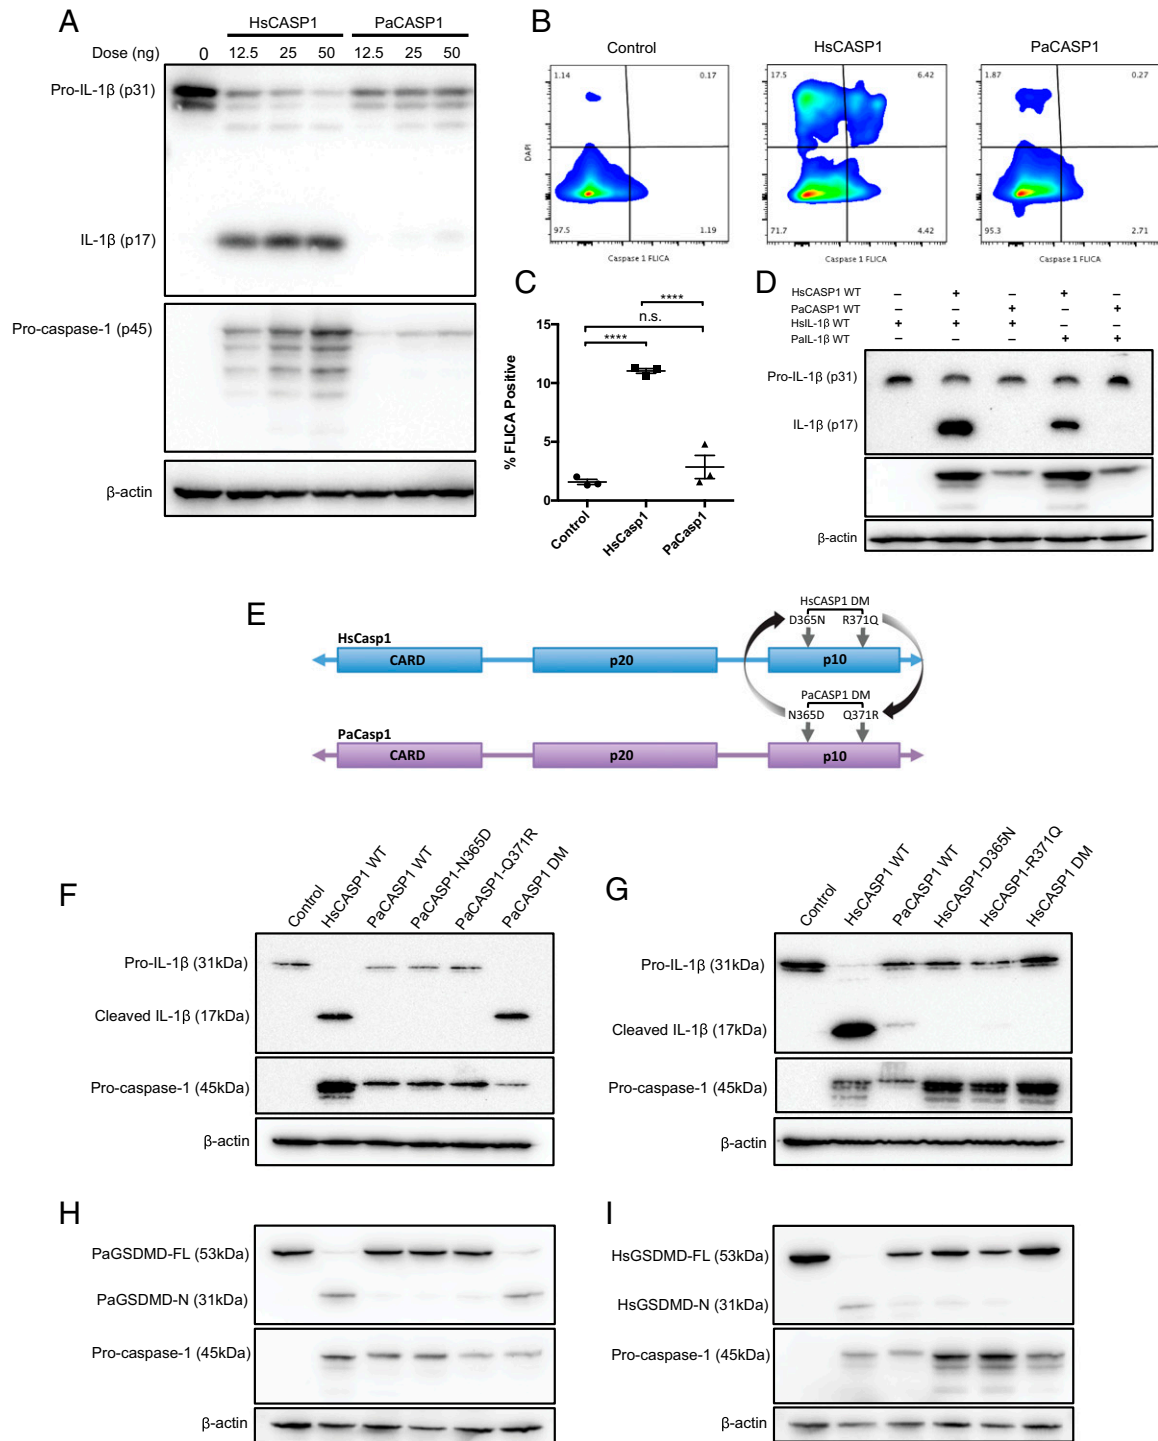 A
HsCASP1 PaCASP1
Dose (ng) 0 12.5 25 50 12.5 25 50
Pro-IL-1β (p31)
IL-1β (p17)
Pro-caspase-1 (p45)
β-actin
B
Control HsCASP1 PaCASP1
1.14 0.17
97.5 1.19
17.5 6.42
71.7 4.42
1.87 0.27
95.3 2.71
DAPI
Caspase 1 FLICA Caspase 1 FLICA Caspase 1 FLICA
C
****
n.s.
****
% FLICA Positive
15
10
5
0
Control HsCasp1 PaCasp1
D
HsCASP1 WT – + – + –
PaCASP1 WT – – + – +
HsIL-1β WT + + + – –
PaIL-1β WT – – – + +
Pro-IL-1β (p31)
IL-1β (p17)
β-actin
E
HsCASP1 DM
D365N R371Q
HsCasp1
CARD p20 p10
PaCASP1 DM
N365D Q371R
PaCasp1
CARD p20 p10
F
Control HsCASP1 WT PaCASP1 WT PaCASP1-N365D PaCASP1-Q371R PaCASP1 DM
Pro-IL-1β (31kDa)
Cleaved IL-1β (17kDa)
Pro-caspase-1 (45kDa)
β-actin
G
Control HsCASP1 WT PaCASP1 WT HsCASP1-D365N HsCASP1-R371Q HsCASP1 DM
Pro-IL-1β (31kDa)
Cleaved IL-1β (17kDa)
Pro-caspase-1 (45kDa)
β-actin
H
PaGSDMD-FL (53kDa)
PaGSDMD-N (31kDa)
Pro-caspase-1 (45kDa)
β-actin
I
HsGSDMD-FL (53kDa)
HsGSDMD-N (31kDa)
Pro-caspase-1 (45kDa)
β-actin